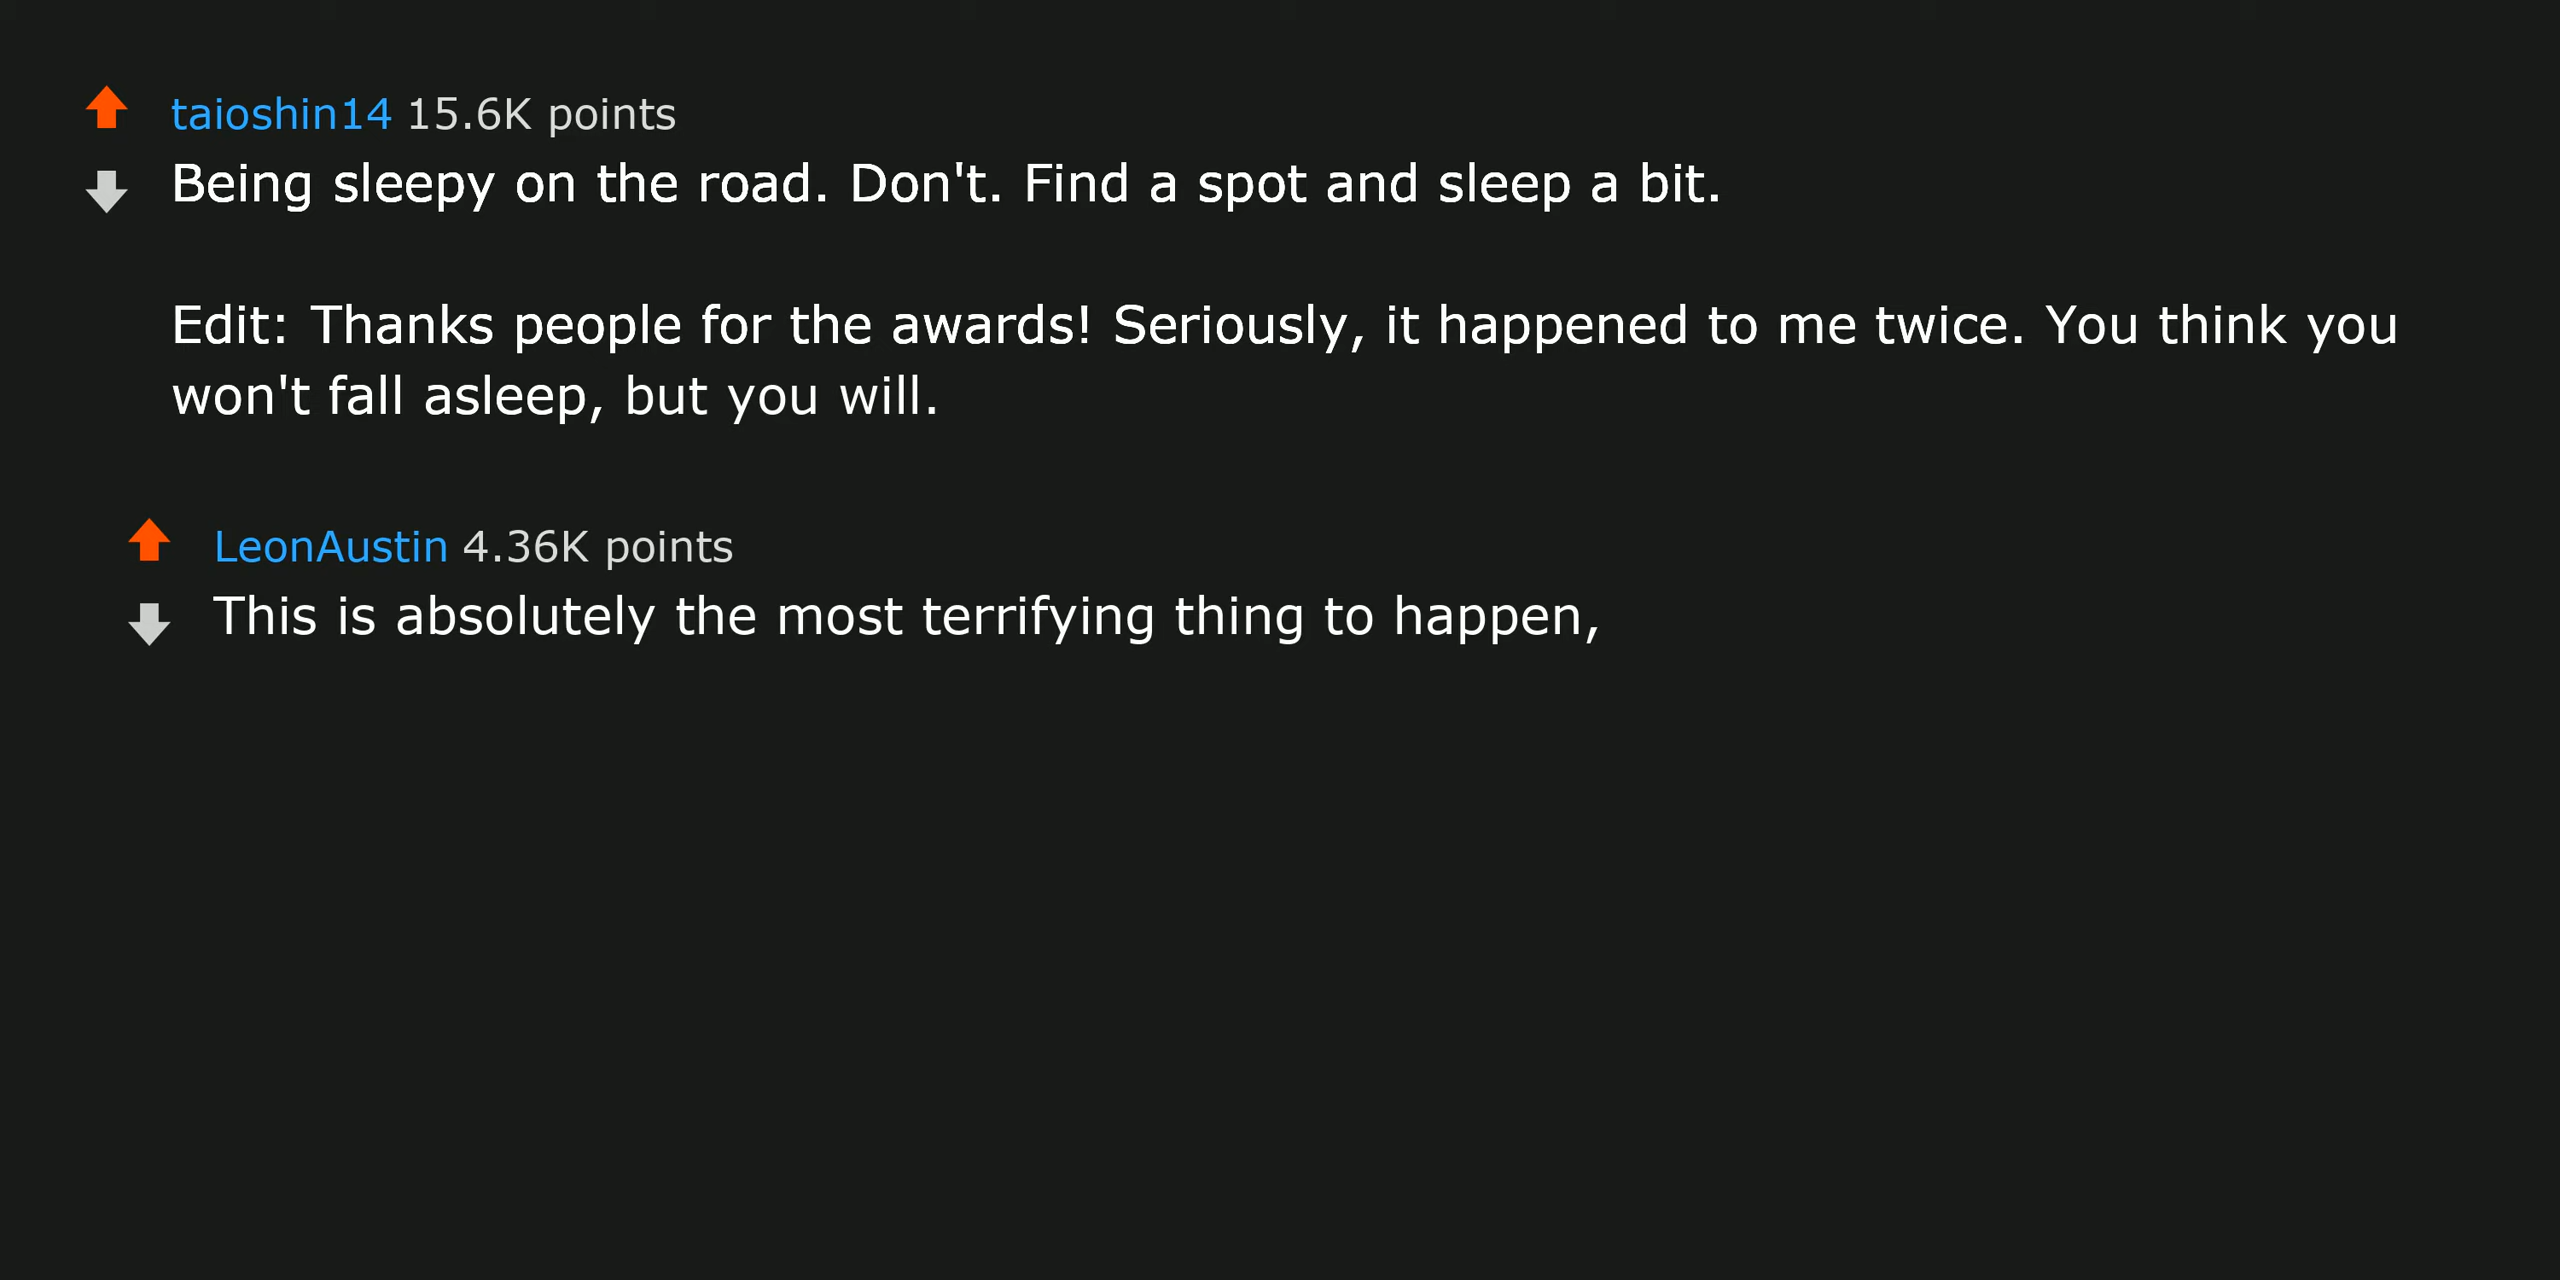 taioshin14 15.6K points
Being sleepy on the road. Don't. Find a spot and sleep a bit.
Edit: Thanks people for the awards! Seriously, it happened to me twice. You think you
won't fall asleep, but you will.
LeonAustin 4.36K points
This is absolutely the most terrifying thing to happen,